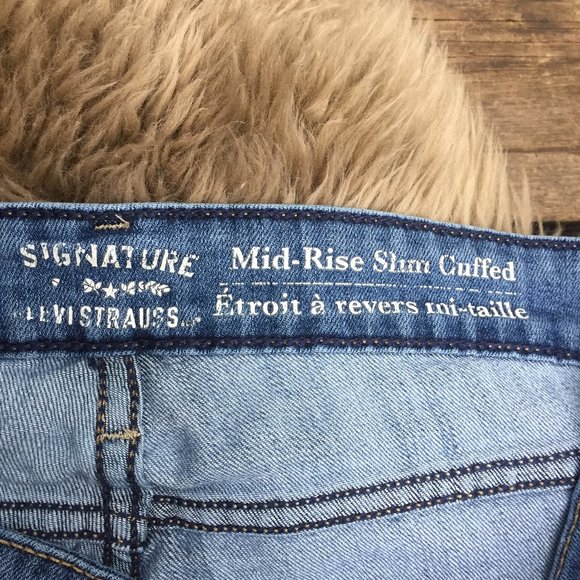 SIGNATURE
LEVI STRAUSS
Mid-Rise Slim Cuffed
Étroit à revers mi-taille